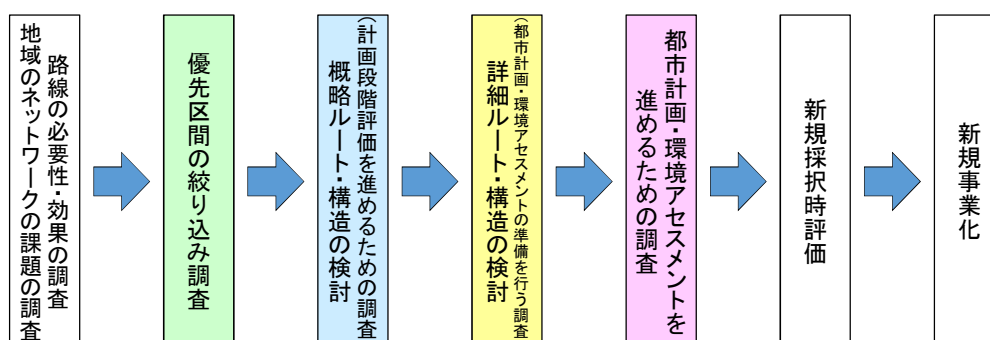 路線の必要性・効果の調査
地域のネットワークの課題の調査
優先区間の絞り込み調査
（計画段階評価を進めるための調査
概略ルート・構造の検討
（都市計画・環境アセスメントの準備を行う調査
詳細ルート・構造の検討
都市計画・環境アセスメントを
進めるための調査
新規採択時評価
新規事業化